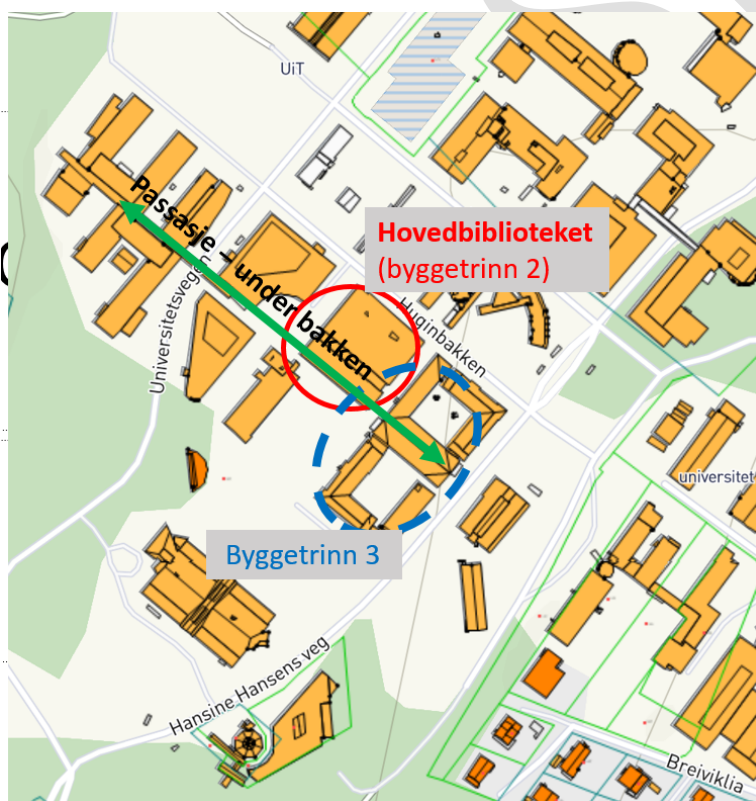 UiT
Passasje – under bakken
Hovedbiblioteket
(byggetrinn 2)
Universitetsvegen
Huginbakken
universitet
Byggetrinn 3
Hansine Hansens veg
Breiviklia